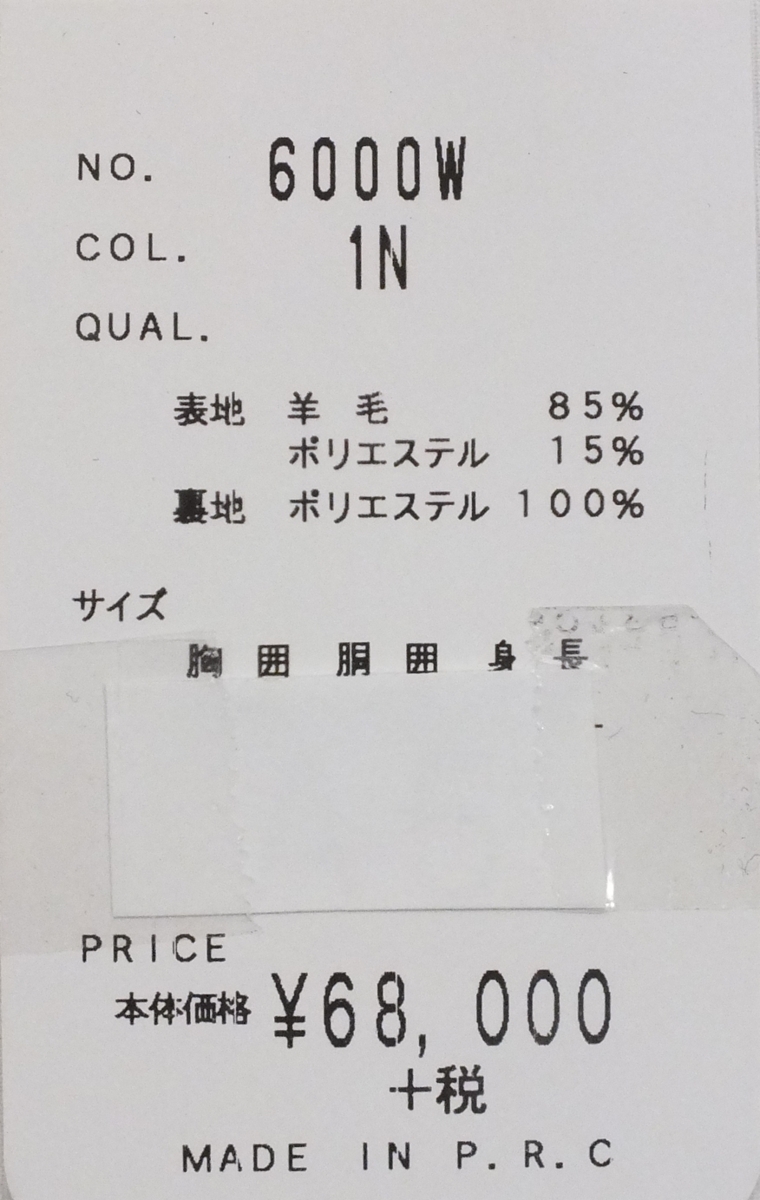 NO. 6000W
COL. 1N
QUAL.
表地 羊毛 85%
ポリエステル 15%
裏地 ポリエステル 100%
サイズ
胸囲 胴囲 身長
PRICE
本体価格 ¥68,000
+税
MADE IN P.R.C